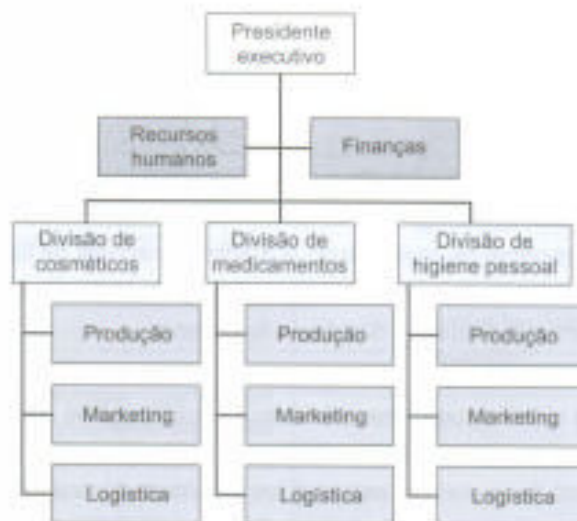 Presidente
executivo
Recursos
humanos
Finanças
Divisão de
cosméticos
Divisão de
medicamentos
Divisão de
higiene pessoal
Produção
Produção
Produção
Marketing
Marketing
Marketing
Logística
Logística
Logística